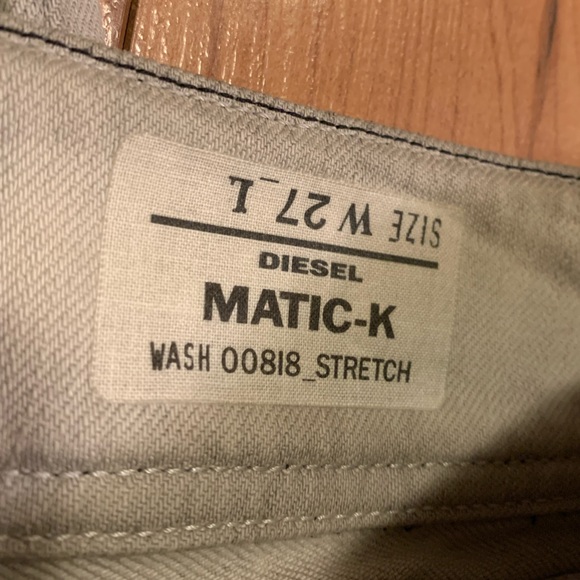 SIZE W 27_L
DIESEL
MATIC-K
WASH 00818_STRETCH